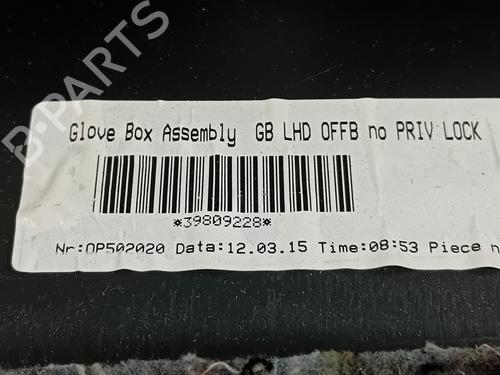 B-PARTS
Glove Box Assembly GB LHD OFFB no PRIV LOCK
*39809228*
Nr:OP502020 Data:12.03.15 Time:08:53 Piece n